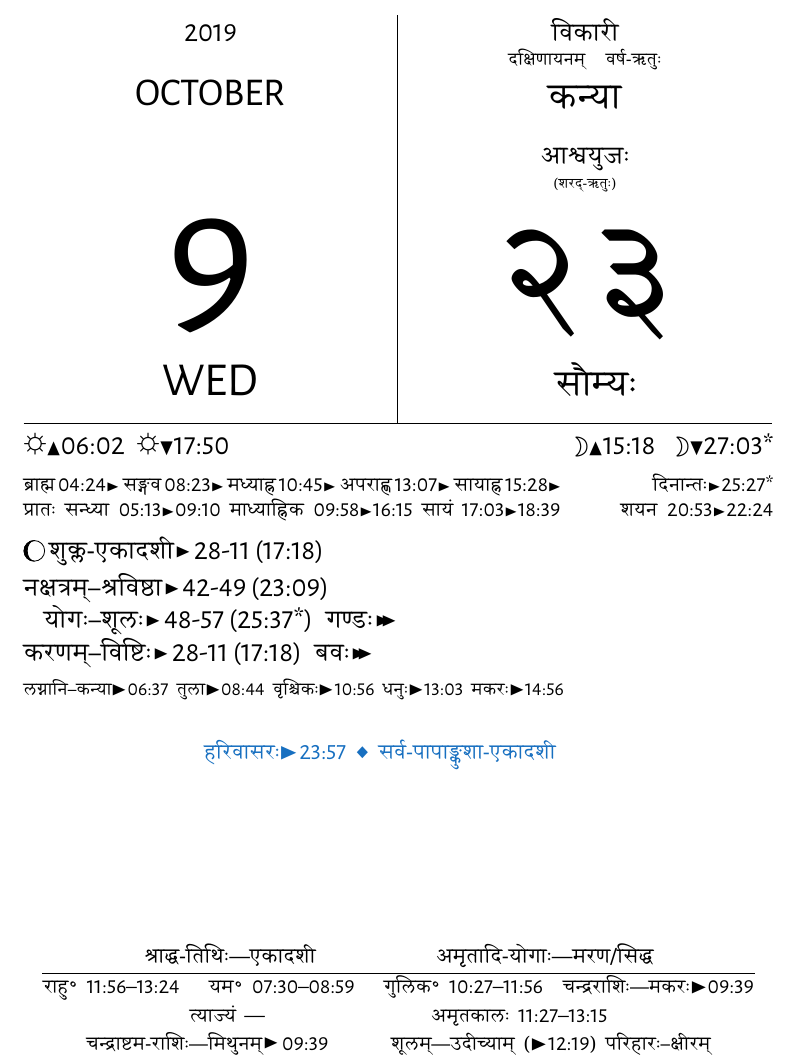 2019
OCTOBER
9
WED
विकारी
दक्षिणायनम् वर्ष-ऋतुः
कन्या
आश्वयुजः
(शरद्-ऋतुः)
२३
सौम्यः
☼▲06:02 ☼▼17:50
☽▲15:18 ☽▼27:03*
ब्राह्म 04:24► सङ्गव 08:23► मध्याह्न 10:45► अपराह्ण 13:07► सायाह्न 15:28► दिनान्तः►25:27*
प्रातः सन्ध्या 05:13►09:10 माध्याह्निक 09:58►16:15 सायं 17:03►18:39 शयन 20:53►22:24
शुक्ल-एकादशी►28-11 (17:18)
नक्षत्रम्–श्रविष्ठा►42-49 (23:09)
योगः–शूलः►48-57 (25:37*) गण्डः►►
करणम्–विष्टिः►28-11 (17:18) बवः►►
लग्नानि–कन्या►06:37 तुला►08:44 वृश्चिकः►10:56 धनुः►13:03 मकरः►14:56
हरिवासरः►23:57 ◆ सर्व-पापाङ्कुशा-एकादशी
श्राद्ध-तिथिः—एकादशी अमृतादि-योगाः—मरण/सिद्ध
राहु॰ 11:56–13:24 यम॰ 07:30–08:59 गुलिक॰ 10:27–11:56 चन्द्रराशिः—मकरः►09:39
त्याज्यं — अमृतकालः 11:27–13:15
चन्द्राष्टम-राशिः—मिथुनम्►09:39 शूलम्—उदीच्याम् (►12:19) परिहारः–क्षीरम्